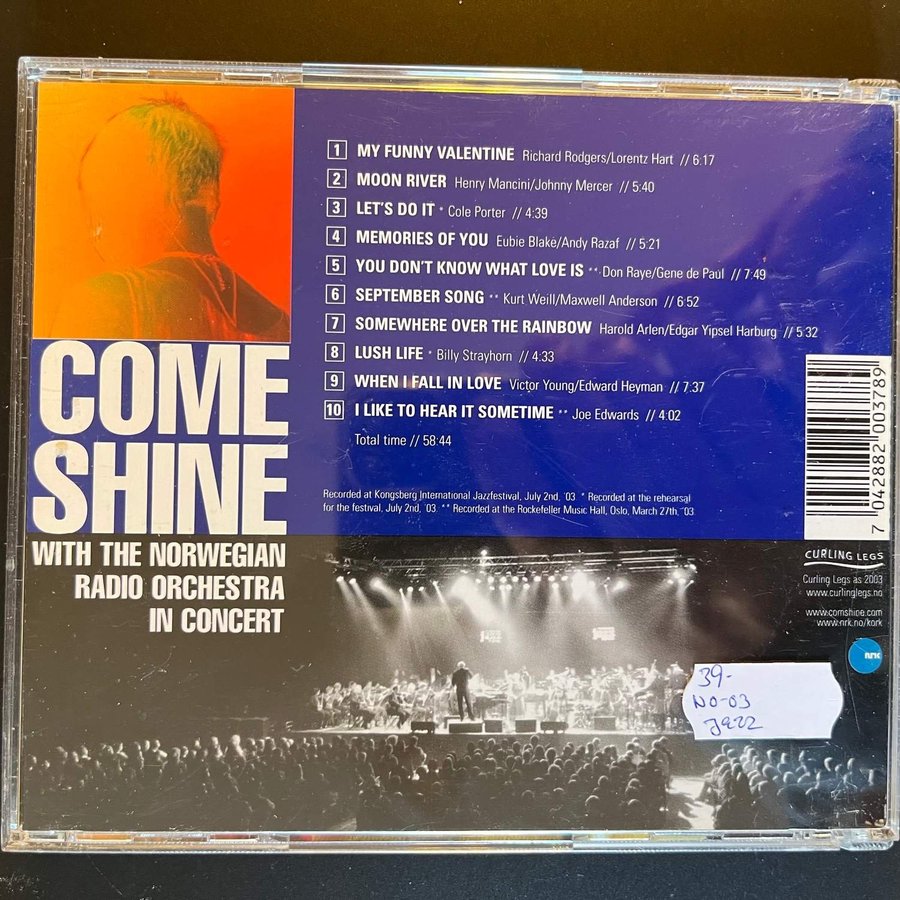 1 MY FUNNY VALENTINE Richard Rodgers/Lorentz Hart // 6:17
2 MOON RIVER Henry Mancini/Johnny Mercer // 5:40
3 LET'S DO IT * Cole Porter // 4:39
4 MEMORIES OF YOU Eubie Blake/Andy Razaf // 5:21
5 YOU DON'T KNOW WHAT LOVE IS ** Don Raye/Gene de Paul // 7:49
6 SEPTEMBER SONG ** Kurt Weill/Maxwell Anderson // 6:52
7 SOMEWHERE OVER THE RAINBOW Harold Arlen/Edgar Yipsel Harburg // 5:32
8 LUSH LIFE * Billy Strayhorn // 4:33
9 WHEN I FALL IN LOVE Victor Young/Edward Heyman // 7:37
10 I LIKE TO HEAR IT SOMETIME ** Joe Edwards // 4:02
Total time // 58:44
Recorded at Kongsberg International Jazzfestival, July 2nd, '03. * Recorded at the rehearsal
for the festival, July 2nd, '03. ** Recorded at the Rockefeller Music Hall, Oslo, March 27th, '03
COME
SHINE
WITH THE NORWEGIAN
RADIO ORCHESTRA
IN CONCERT
7 042882 003789
CURLING LEGS
Curling Legs as 2003
www.curlinglegs.no
www.comshine.com
www.nrk.no/kork
NRK
39.-
NO-03
Jazz